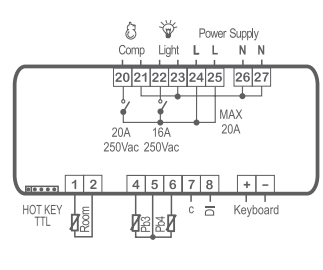 Power Supply
Comp Light L L N N
20 21 22 23 24 25 26 27
20A 16A MAX
250Vac 250Vac 20A
1 2 4 5 6 7 8 + −
HOT KEY
TTL
Room Pb3 Pb4 c DI Keyboard